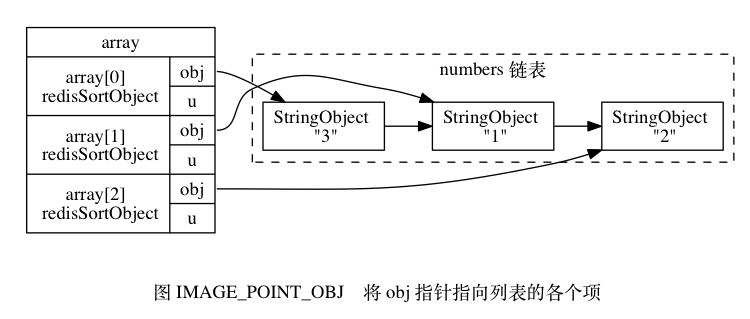 array
array[0]
redisSortObject
obj
u
array[1]
redisSortObject
obj
u
array[2]
redisSortObject
obj
u
numbers 链表
StringObject
"3"
StringObject
"1"
StringObject
"2"
图 IMAGE_POINT_OBJ 将 obj 指针指向列表的各个项